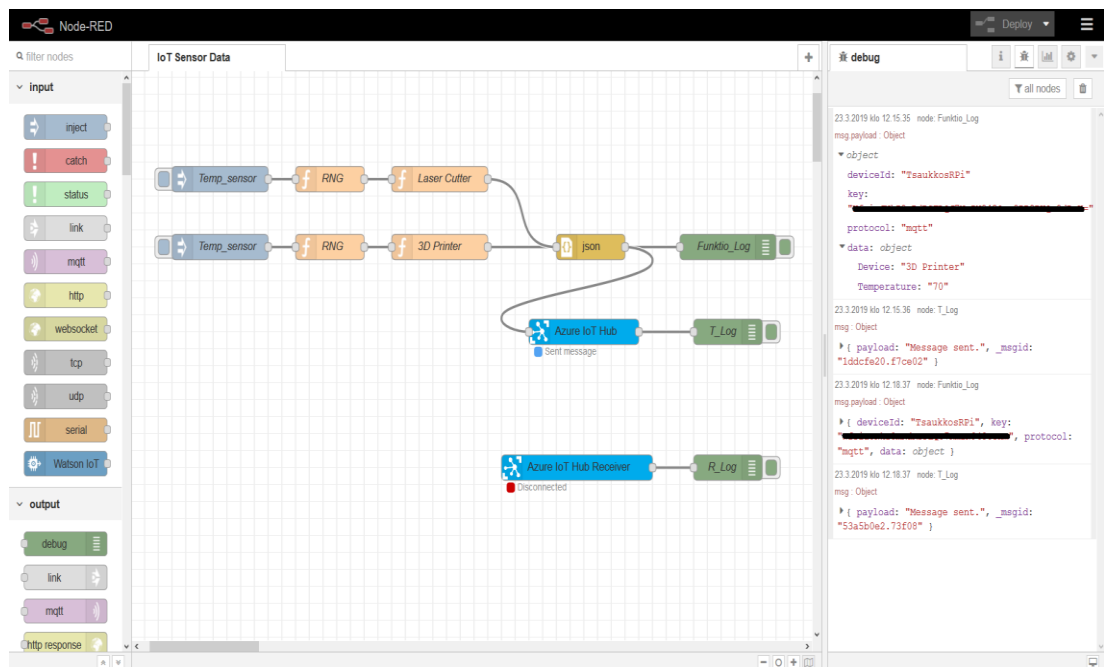 Node-RED
Deploy
filter nodes
IoT Sensor Data
debug
i
input
all nodes
inject
catch
status
link
mqtt
http
websocket
tcp
udp
serial
Watson IoT
output
debug
link
mqtt
http response
Temp_sensor
RNG
Laser Cutter
Temp_sensor
RNG
3D Printer
json
Funktio_Log
Azure IoT Hub
T_Log
Sent message
Azure IoT Hub Receiver
R_Log
Disconnected
23.3.2019 klo 12.15.35 node: Funktio_Log
msg.payload : Object
object
deviceId: "TsaukkosRPi"
key:
protocol: "mqtt"
data: object
Device: "3D Printer"
Temperature: "70"
23.3.2019 klo 12.15.36 node: T_Log
msg : Object
{ payload: "Message sent.", _msgid:
"1ddcfe20.f7ce02" }
23.3.2019 klo 12.18.37 node: Funktio_Log
msg.payload : Object
{ deviceId: "TsaukkosRPi", key:
", protocol:
"mqtt", data: object }
23.3.2019 klo 12.18.37 node: T_Log
msg : Object
{ payload: "Message sent.", _msgid:
"53a5b0e2.73f08" }